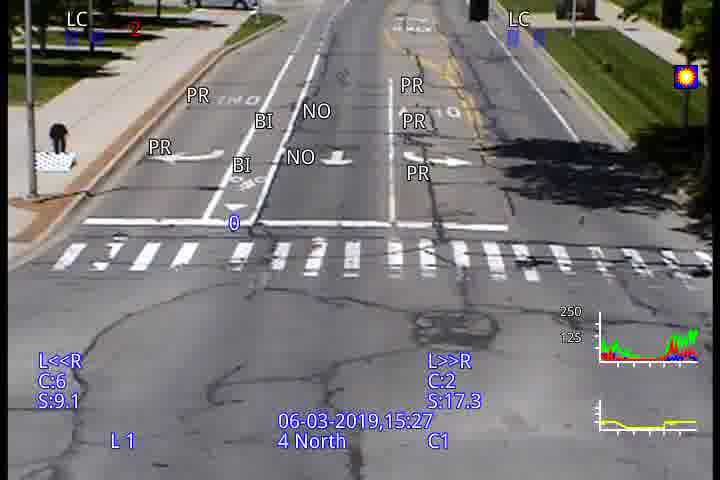 LC
2
LC
PR
ONLY
BI
NO
PR
PR
PR
BI
NO
PR
0
250
125
L<<R
C:6
S:9.1
L>>R
C:2
S:17.3
06-03-2019,15:27
L 1
4 North
C1